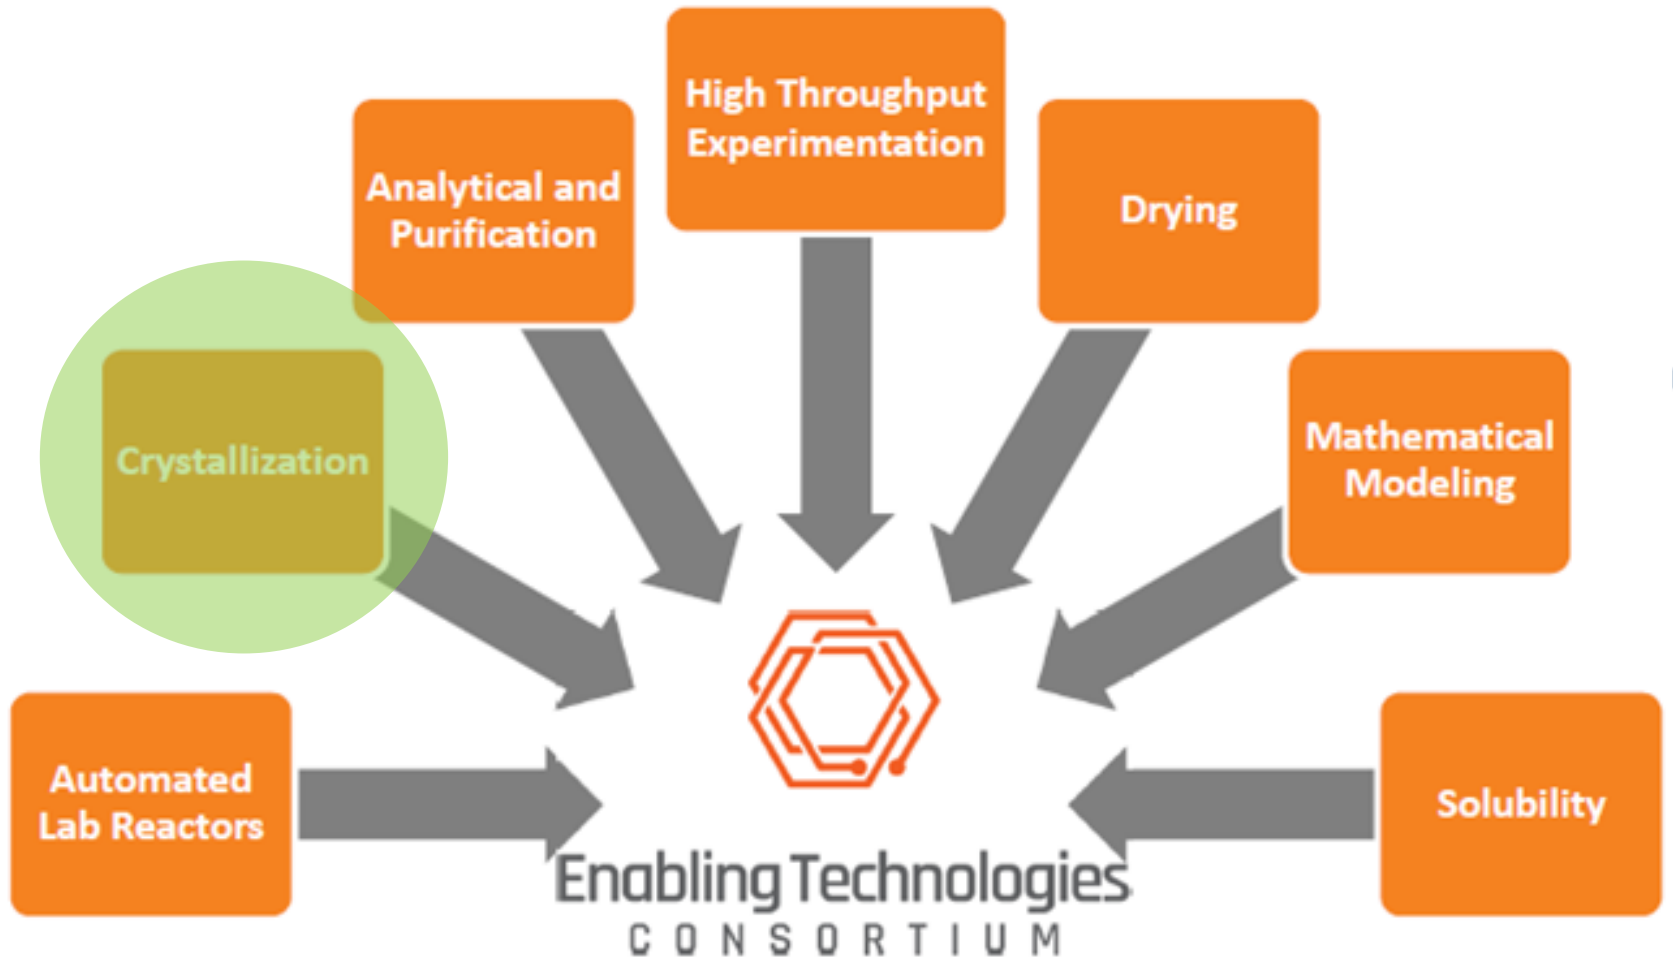 High Throughput
Experimentation
Analytical and
Purification
Drying
Crystallization
Mathematical
Modeling
Automated
Lab Reactors
Solubility
Enabling Technologies
CONSORTIUM